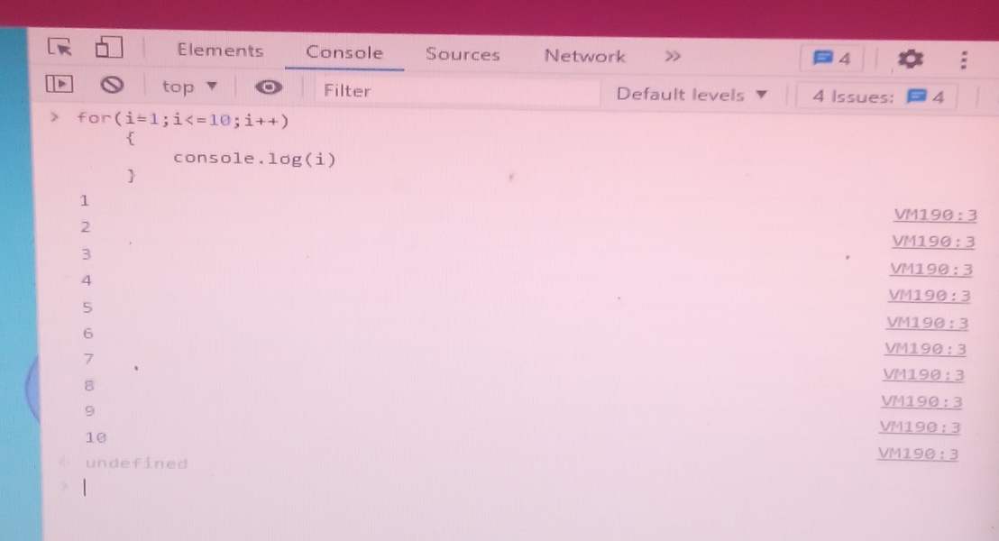 Elements Console Sources Network » 4
top ▼ Filter Default levels ▼ 4 Issues: 4
> for(i=1;i<=10;i++)
{
console.log(i)
}
1 VM190:3
2 VM190:3
3 VM190:3
4 VM190:3
5 VM190:3
6 VM190:3
7 VM190:3
8 VM190:3
9 VM190:3
10 VM190:3
undefined
>